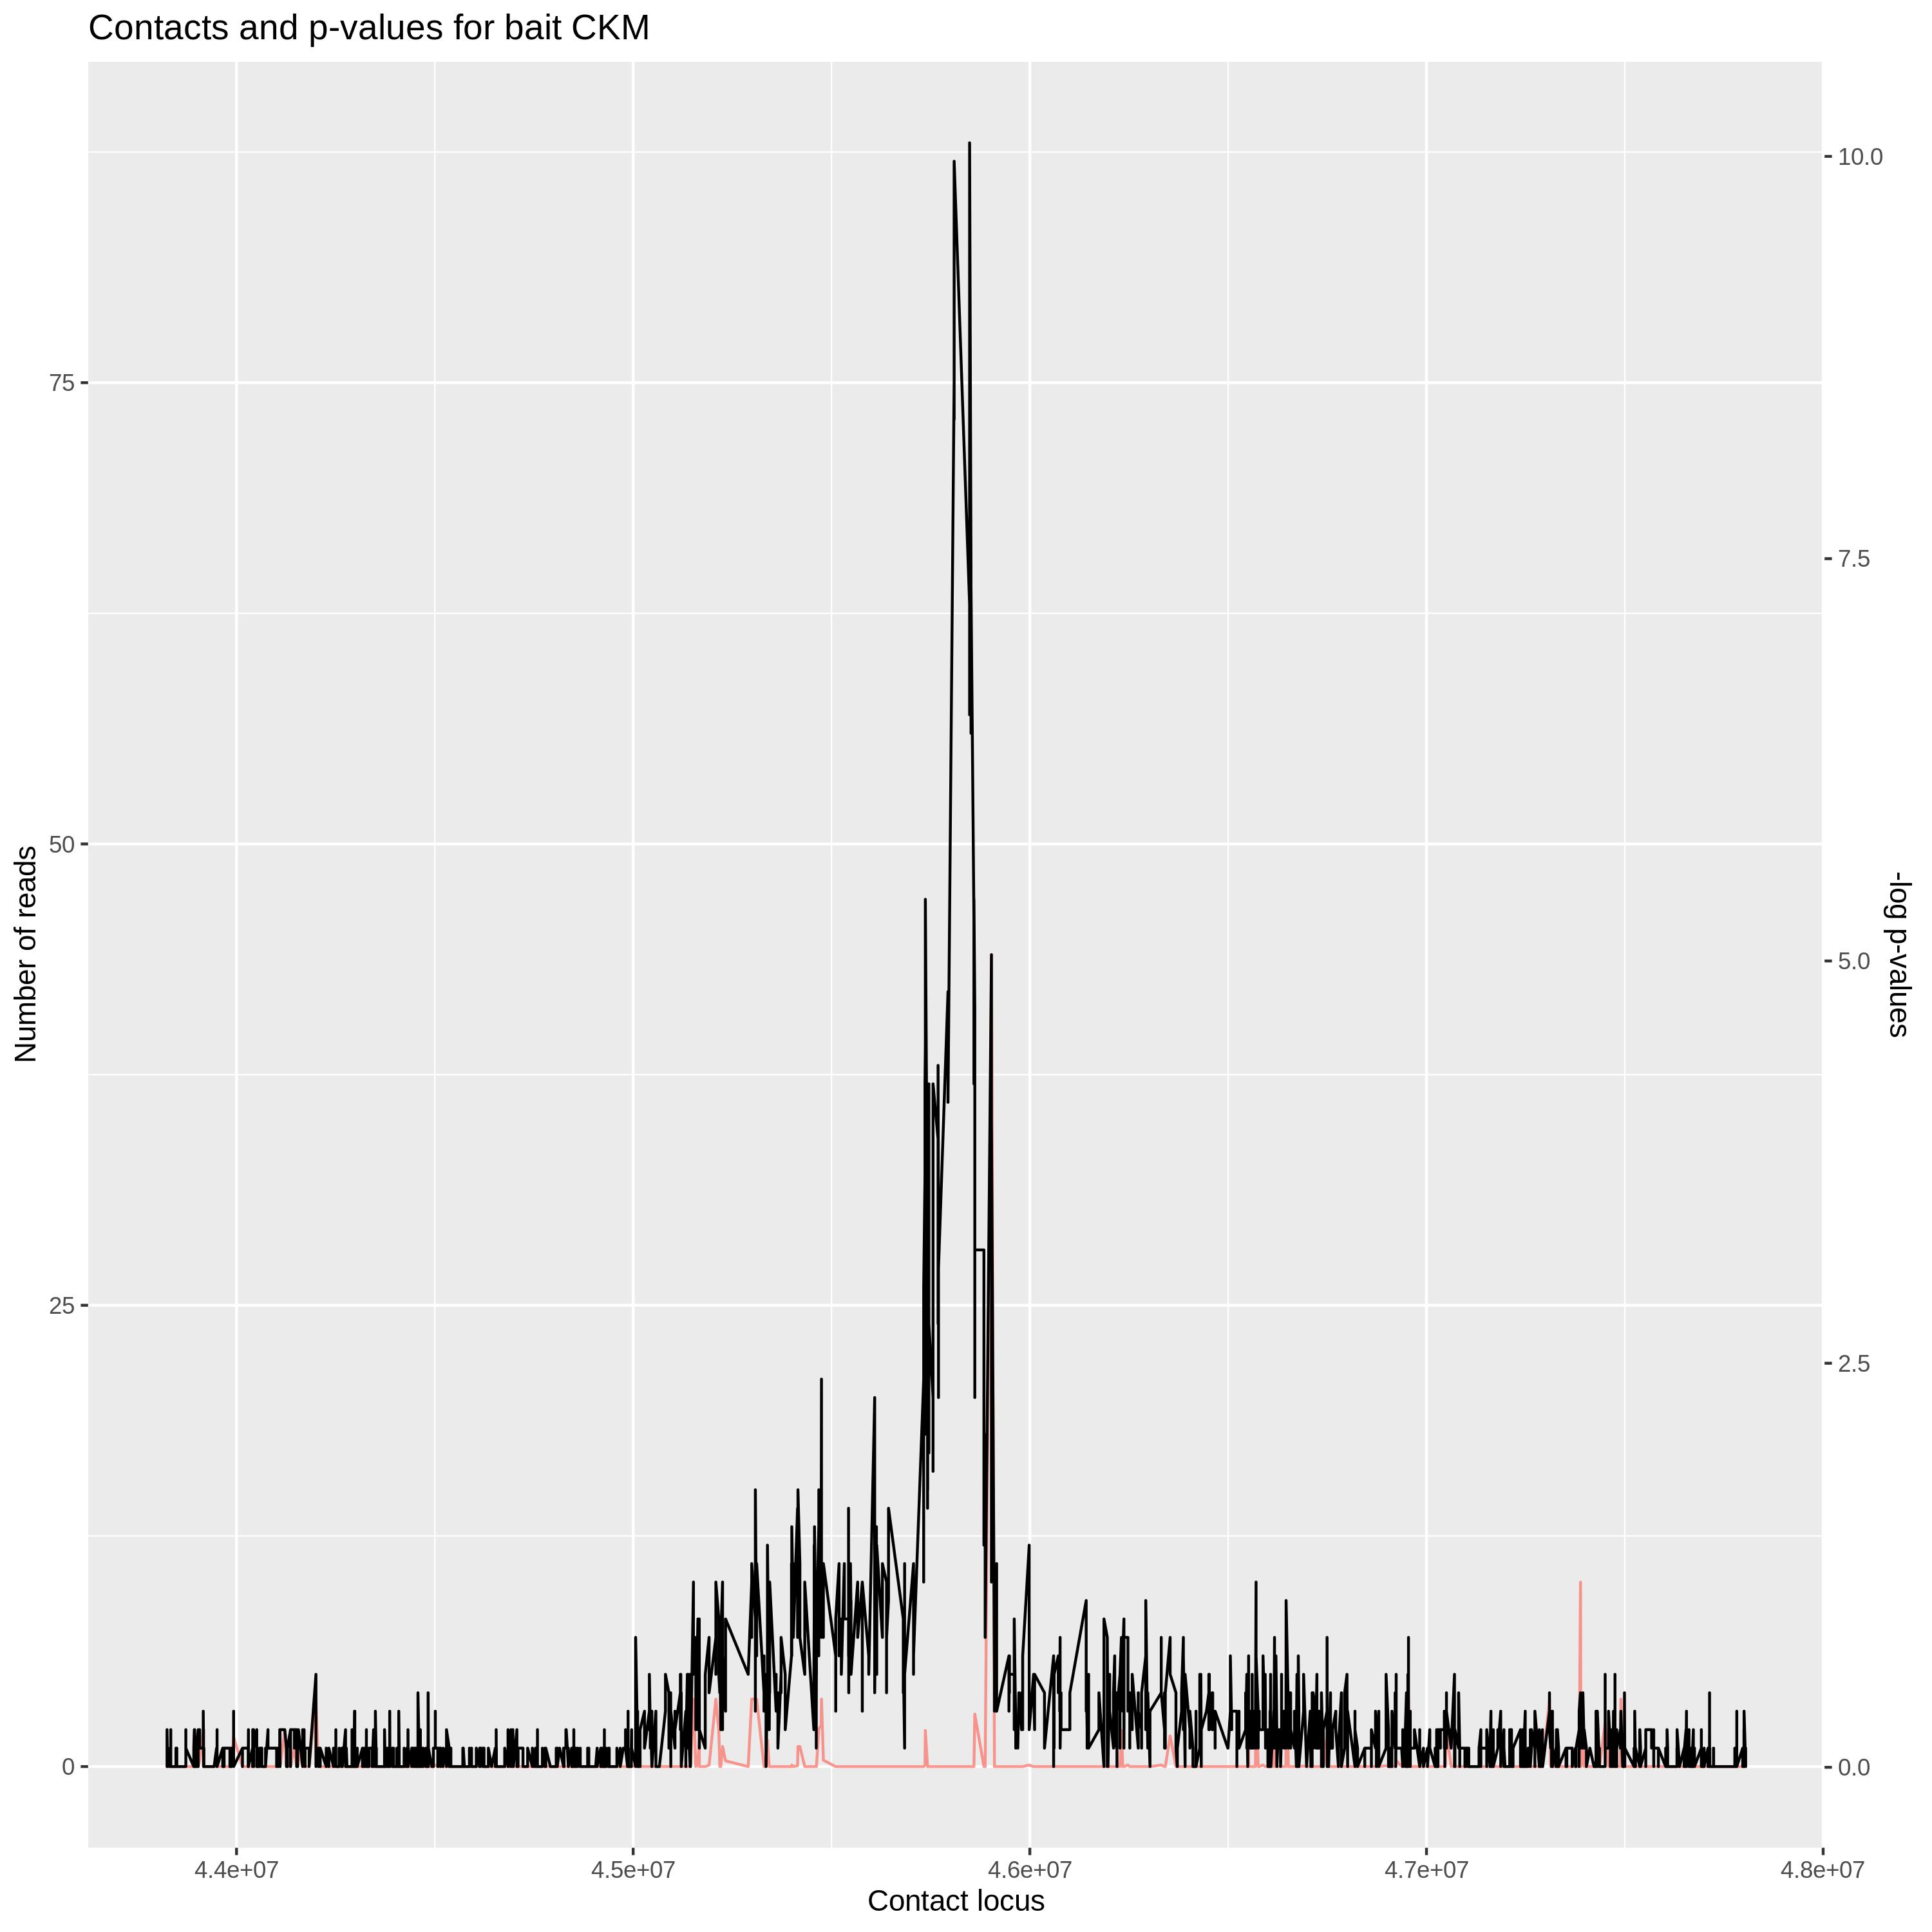 Contacts and p-values for bait CKM
Number of reads
75
50
25
0
10.0
7.5
5.0
2.5
0.0
-log p-values
4.4e+07 4.5e+07 4.6e+07 4.7e+07 4.8e+07
Contact locus